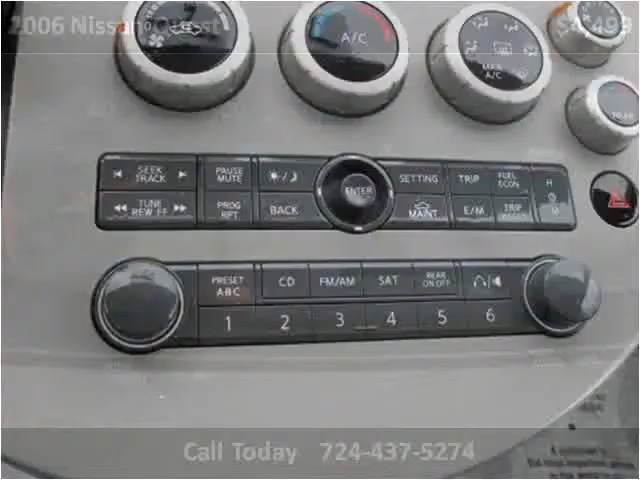 2006 Nissan Quest
A/C
MAX A/C
REAR
SEEK TRACK
PAUSE MUTE
SETTING
TRIP
FUEL ECON
H
ENTER
TUNE REW FF
PROG RPT
BACK
MAINT
E/M
TRIP
M
PRESET A·B·C
CD
FM/AM
SAT
REAR ON·OFF
1
2
3
4
5
6
Call Today 724-437-5274